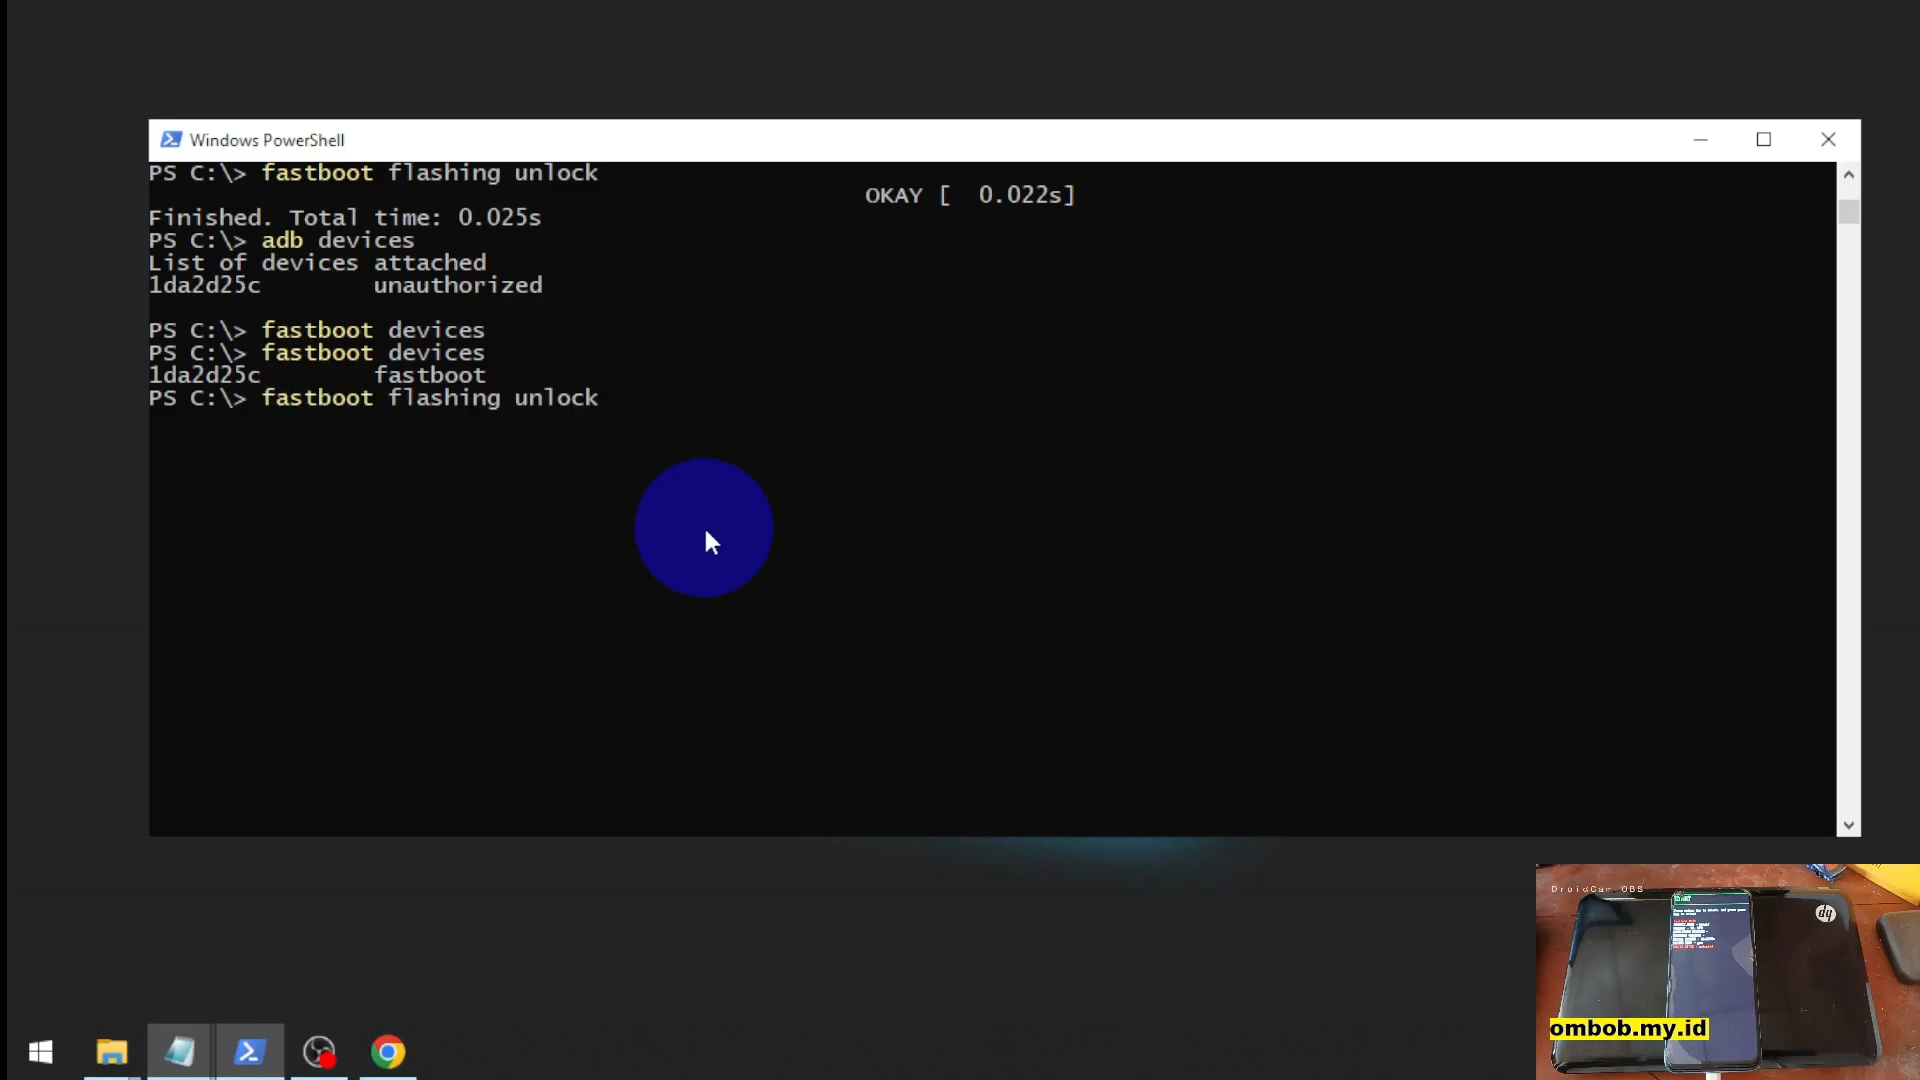 Windows PowerShell
PS C:\> fastboot flashing unlock
OKAY [  0.022s]
Finished. Total time: 0.025s
PS C:\> adb devices
List of devices attached
1da2d25c        unauthorized
PS C:\> fastboot devices
PS C:\> fastboot devices
1da2d25c        fastboot
PS C:\> fastboot flashing unlock
DroidCam OBS
hp
ombob.my.id